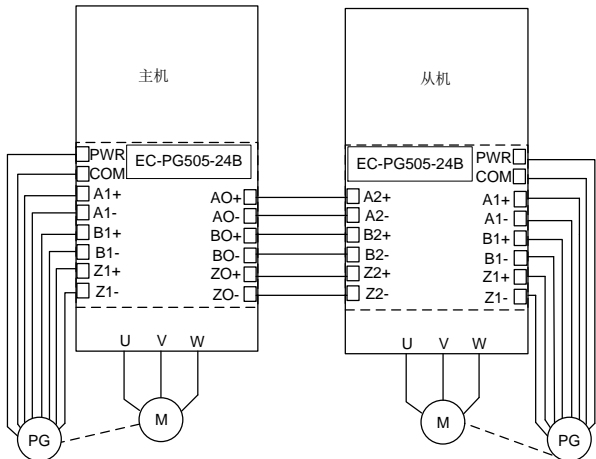 主机
从机
PWR
COM
A1+
A1-
B1+
B1-
Z1+
Z1-
EC-PG505-24B
AO+
AO-
BO+
BO-
ZO+
ZO-
EC-PG505-24B
A2+
A2-
B2+
B2-
Z2+
Z2-
PWR
COM
A1+
A1-
B1+
B1-
Z1+
Z1-
U V W
U V W
M
M
PG
PG